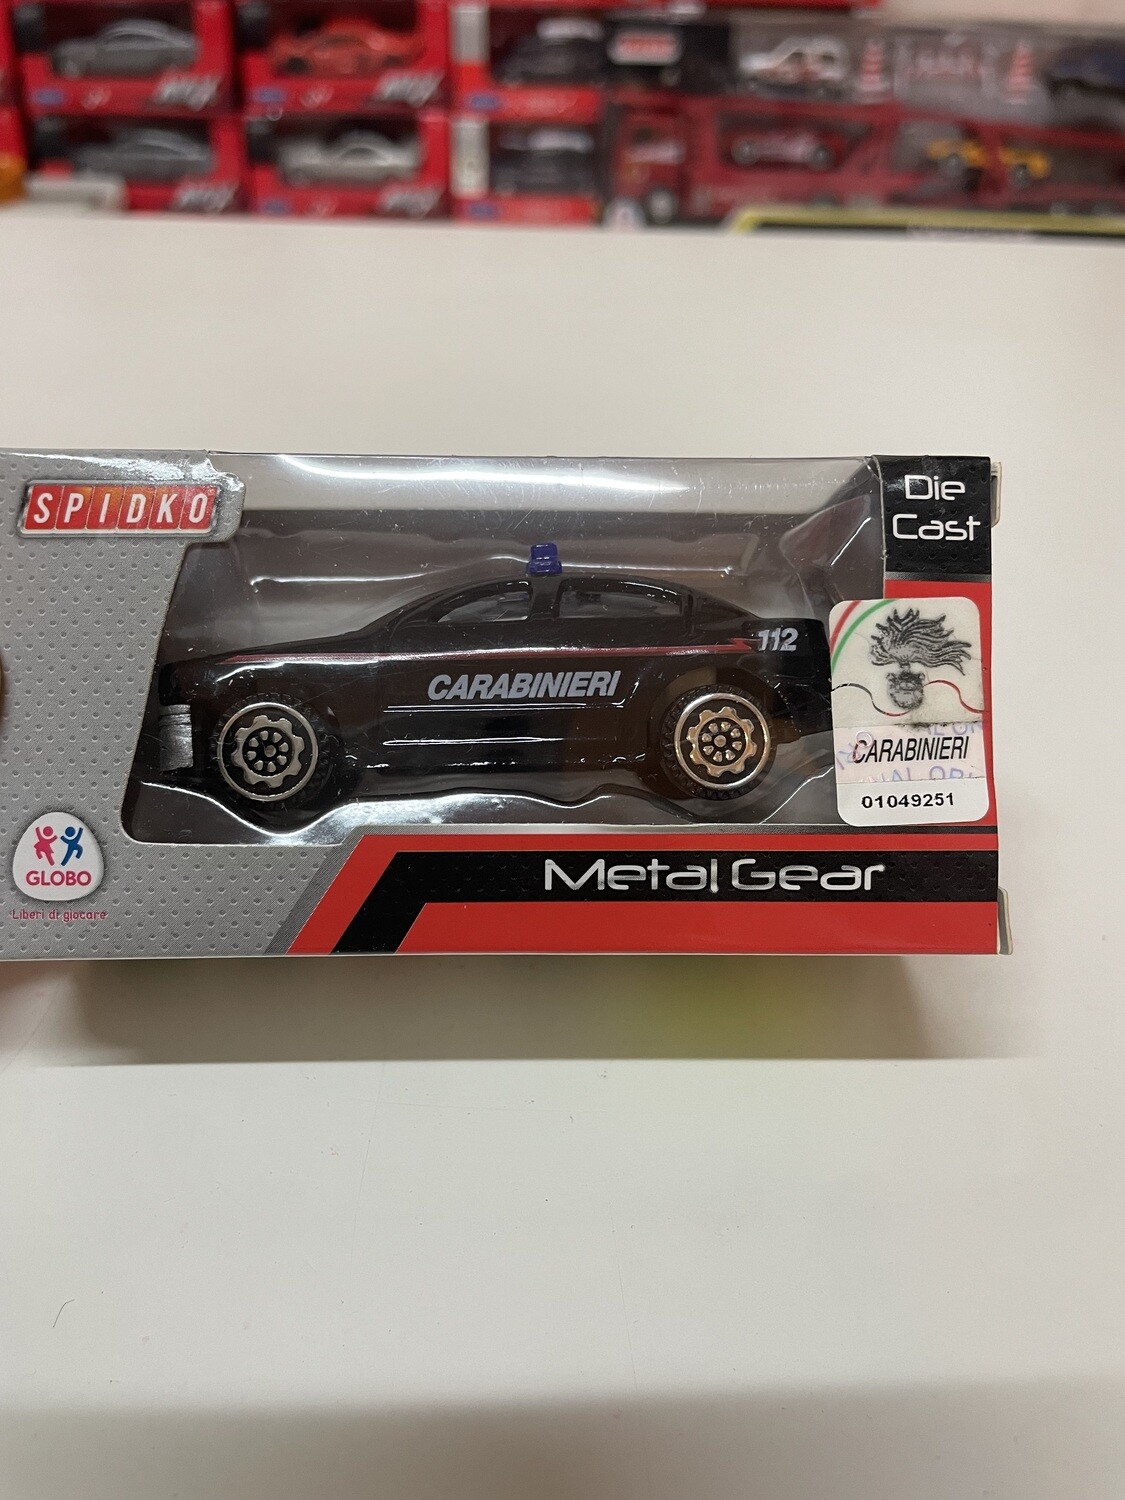 SPIDKO
Die
Cast
112
CARABINIERI
CARABINIERI
01049251
GLOBO
Liberi di giocare
Metal Gear